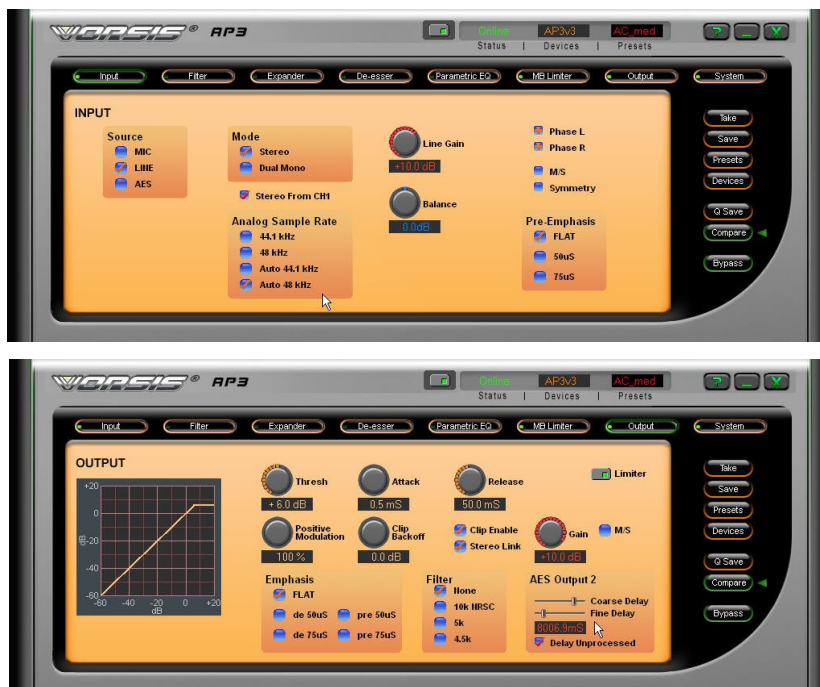 VORSIS® AP3
Online AP3v3 AC_med
Status | Devices | Presets
? _ X
Input Filter Expander De-esser Parametric EQ MB Limiter Output System
INPUT
Source
MIC
LINE
AES
Mode
Stereo
Dual Mono
Stereo From CH1
Analog Sample Rate
44.1 kHz
48 kHz
Auto 44.1 kHz
Auto 48 kHz
Line Gain
+10.0 dB
Balance
0.0dB
Phase L
Phase R
M/S
Symmetry
Pre-Emphasis
FLAT
50uS
75uS
Take
Save
Presets
Devices
Q Save
Compare
Bypass
VORSIS® AP3
Online AP3v3 AC_med
Status | Devices | Presets
? _ X
Input Filter Expander De-esser Parametric EQ MB Limiter Output System
OUTPUT
+20
0
dB
-20
-40
-60
-60 -40 -20 0 +20
dB
Thresh
+ 6.0 dB
Attack
0.5 mS
Release
50.0 mS
Limiter
Positive Modulation
100 %
Clip Backoff
0.0 dB
Clip Enable
Stereo Link
Gain
+10.0 dB
M/S
Emphasis
FLAT
de 50uS pre 50uS
de 75uS pre 75uS
Filter
None
10k NRSC
5k
4.5k
AES Output 2
Coarse Delay
Fine Delay
8006.9mS
Delay Unprocessed
Take
Save
Presets
Devices
Q Save
Compare
Bypass